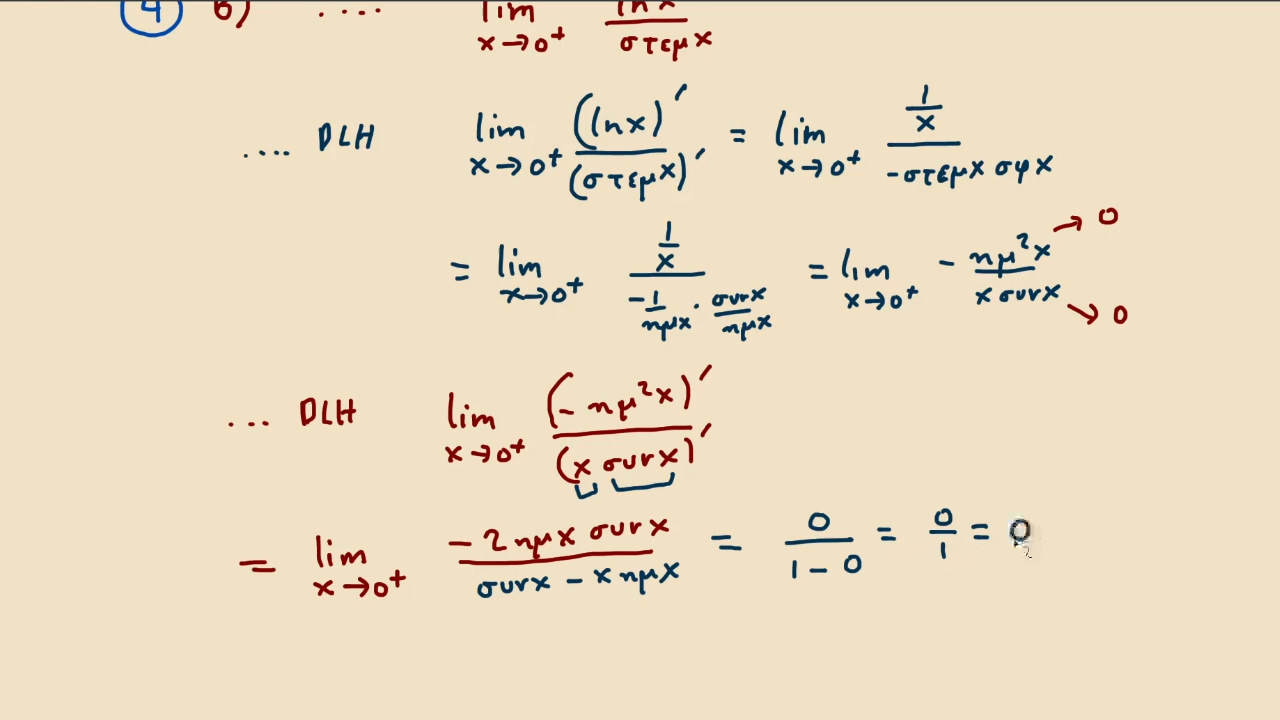 ④ β) .... lim x→0⁺ lnx / στεμx
.... DLH lim x→0⁺ (lnx)′ / (στεμx)′ = lim x→0⁺ (1/x) / (-στεμx σφx)
= lim x→0⁺ (1/x) / (-1/ημx · συνx/ημx) = lim x→0⁺ - ημ²x / x συνx → 0 → 0
... DLH lim x→0⁺ (- ημ²x)′ / (x συνx)′
= lim x→0⁺ (-2 ημx συνx) / (συνx - x ημx) = 0 / (1 - 0) = 0/1 = 0